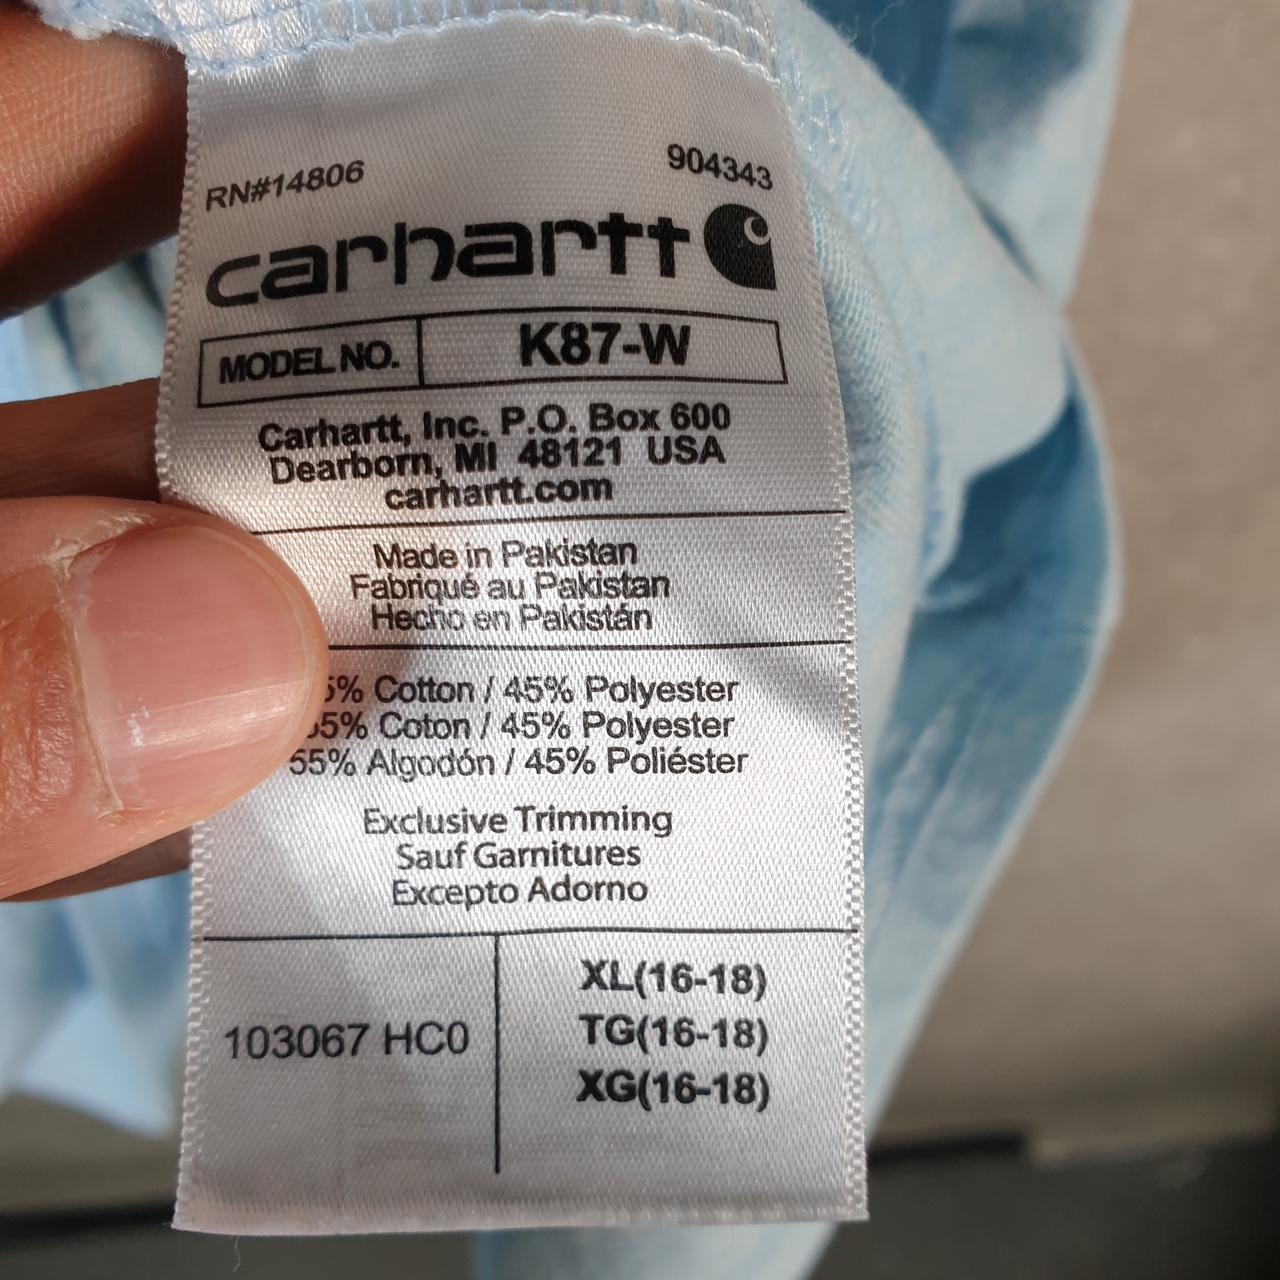 RN#14806 904343
carhartt
MODEL NO. K87-W
Carhartt, Inc. P.O. Box 600
Dearborn, MI 48121 USA
carhartt.com
Made in Pakistan
Fabriqué au Pakistan
Hecho en Pakistán
5% Cotton / 45% Polyester
55% Coton / 45% Polyester
55% Algodón / 45% Poliéster
Exclusive Trimming
Sauf Garnitures
Excepto Adorno
103067 HC0
XL(16-18)
TG(16-18)
XG(16-18)